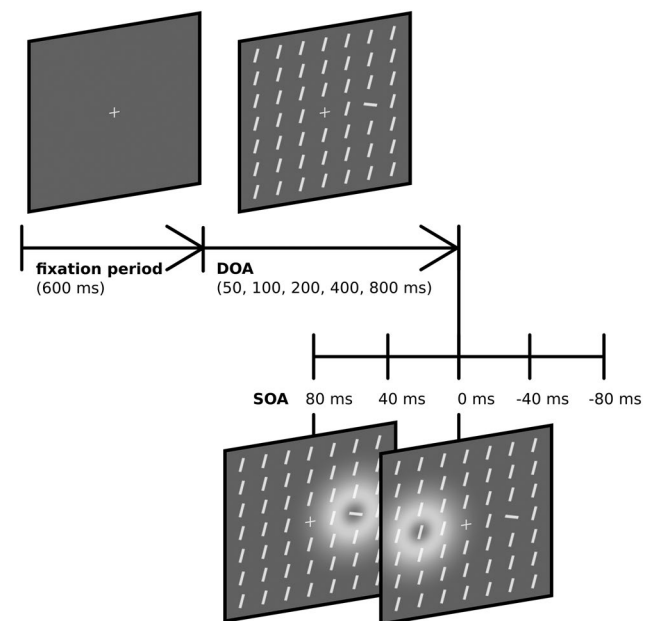 fixation period
(600 ms)
DOA
(50, 100, 200, 400, 800 ms)
SOA 80 ms 40 ms 0 ms -40 ms -80 ms